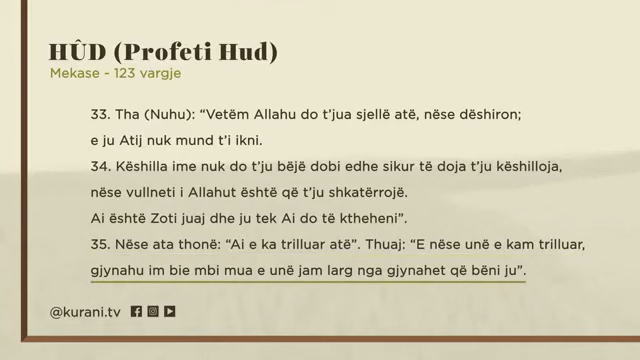 HÛD (Profeti Hud)
Mekase - 123 vargje
33. Tha (Nuhu): “Vetëm Allahu do t’jua sjellë atë, nëse dëshiron;
e ju Atij nuk mund t’i ikni.
34. Këshilla ime nuk do t’ju bëjë dobi edhe sikur të doja t’ju këshilloja,
nëse vullneti i Allahut është që t’ju shkatërrojë.
Ai është Zoti juaj dhe ju tek Ai do të ktheheni”.
35. Nëse ata thonë: “Ai e ka trilluar atë”. Thuaj: “E nëse unë e kam trilluar,
gjynahu im bie mbi mua e unë jam larg nga gjynahet që bëni ju”.
@kurani.tv